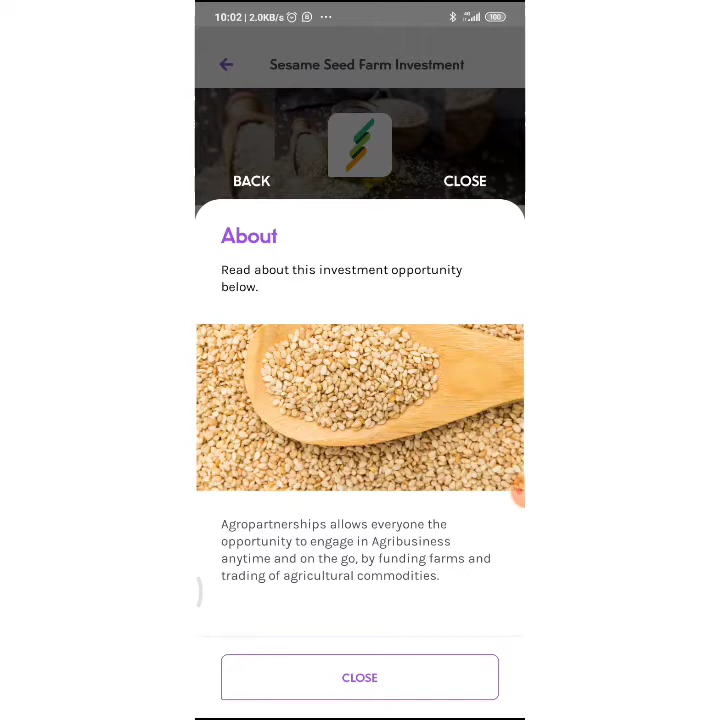 10:02 | 2.0KB/s
4G 100
Sesame Seed Farm Investment
BACK
CLOSE
About
Read about this investment opportunity
below.
Agropartnerships allows everyone the
opportunity to engage in Agribusiness
anytime and on the go, by funding farms and
trading of agricultural commodities.
CLOSE